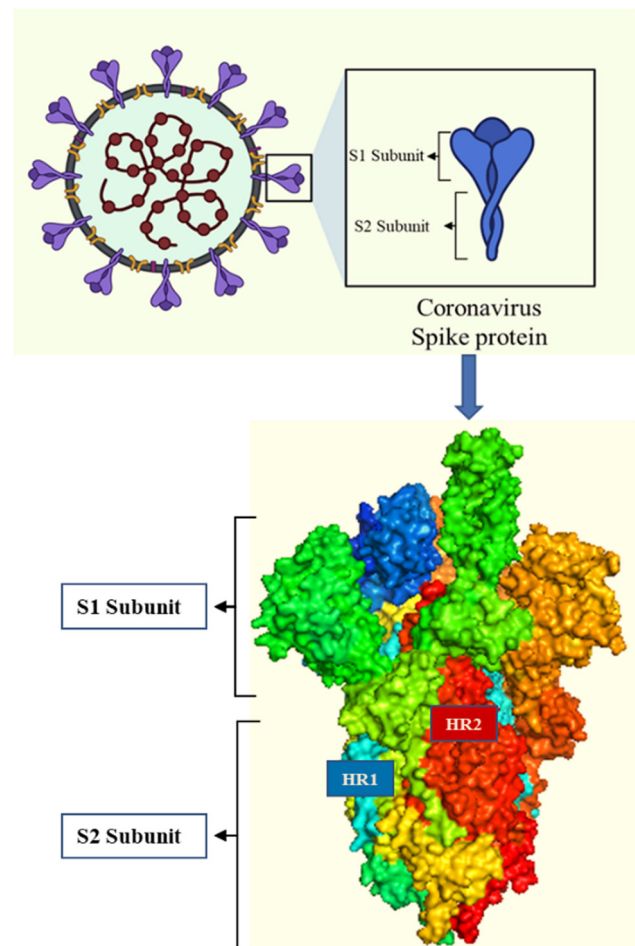 S1 Subunit
S2 Subunit
Coronavirus
Spike protein
S1 Subunit
HR2
HR1
S2 Subunit